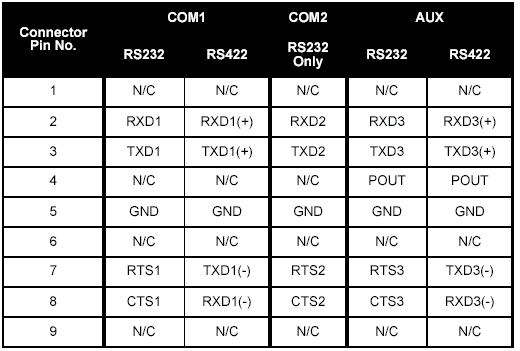 Connector Pin No. COM1 COM2 AUX
RS232 RS422 RS232 Only RS232 RS422
1 N/C N/C N/C N/C N/C
2 RXD1 RXD1(+) RXD2 RXD3 RXD3(+)
3 TXD1 TXD1(+) TXD2 TXD3 TXD3(+)
4 N/C N/C N/C POUT POUT
5 GND GND GND GND GND
6 N/C N/C N/C N/C N/C
7 RTS1 TXD1(-) RTS2 RTS3 TXD3(-)
8 CTS1 RXD1(-) CTS2 CTS3 RXD3(-)
9 N/C N/C N/C N/C N/C